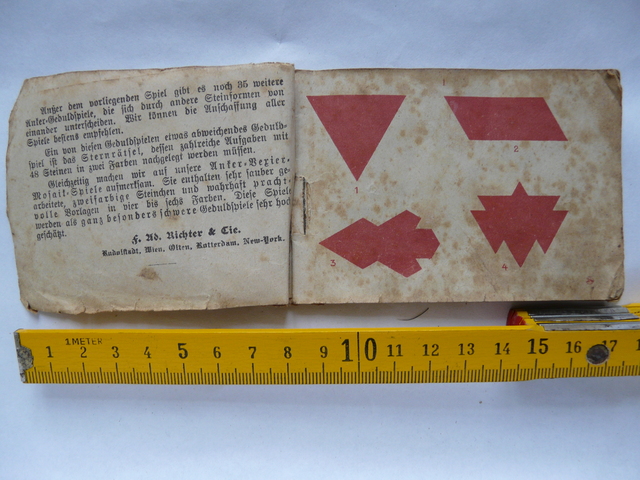 Außer dem vorliegenden Spiel gibt es noch 35 weitere
Anker-Geduldspiele, die sich durch andere Steinformen von
einander unterscheiden. Wir können die Anschaffung aller
Spiele bestens empfehlen.
Ein von diesen Geduldspielen etwas abweichendes Geduld-
spiel ist das Sternrätsel, dessen zahlreiche Aufgaben mit
48 Steinen in zwei Farben nachgelegt werden müssen.
Gleichzeitig machen wir auf unsere Anker-Vexier-
Mosaik-Spiele aufmerksam. Sie enthalten sehr sauber ge-
arbeitete, zweifarbige Steinchen und wahrhaft pracht-
volle Vorlagen in vier bis sechs Farben. Diese Spiele
werden als ganz besonders schwere Geduldspiele sehr hoch
geschätzt.
F. Ad. Richter & Cie.
Rudolstadt, Wien, Olten, Rotterdam, New-York.
1
1
2
3
4
5
1 METER
1 2 3 4 5 6 7 8 9 10 11 12 13 14 15 16 17 1